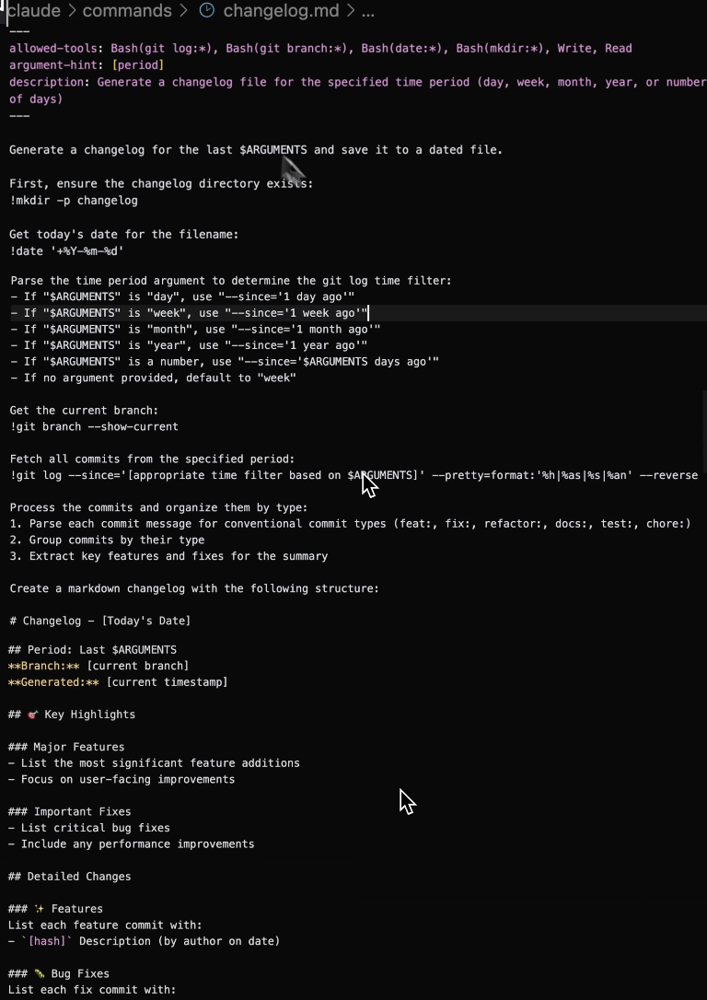 claude > commands > changelog.md > ...
---
allowed-tools: Bash(git log:*), Bash(git branch:*), Bash(date:*), Bash(mkdir:*), Write, Read
argument-hint: [period]
description: Generate a changelog file for the specified time period (day, week, month, year, or number
of days)
---
Generate a changelog for the last $ARGUMENTS and save it to a dated file.
First, ensure the changelog directory exists:
!mkdir -p changelog
Get today's date for the filename:
!date '+%Y-%m-%d'
Parse the time period argument to determine the git log time filter:
- If "$ARGUMENTS" is "day", use "--since='1 day ago'"
- If "$ARGUMENTS" is "week", use "--since='1 week ago'"
- If "$ARGUMENTS" is "month", use "--since='1 month ago'"
- If "$ARGUMENTS" is "year", use "--since='1 year ago'"
- If "$ARGUMENTS" is a number, use "--since='$ARGUMENTS days ago'"
- If no argument provided, default to "week"
Get the current branch:
!git branch --show-current
Fetch all commits from the specified period:
!git log --since='[appropriate time filter based on $ARGUMENTS]' --pretty=format:'%h|%as|%s|%an' --reverse
Process the commits and organize them by type:
1. Parse each commit message for conventional commit types (feat:, fix:, refactor:, docs:, test:, chore:)
2. Group commits by their type
3. Extract key features and fixes for the summary
Create a markdown changelog with the following structure:
# Changelog - [Today's Date]
## Period: Last $ARGUMENTS
**Branch:** [current branch]
**Generated:** [current timestamp]
## 🎯 Key Highlights
### Major Features
- List the most significant feature additions
- Focus on user-facing improvements
### Important Fixes
- List critical bug fixes
- Include any performance improvements
## Detailed Changes
### ✨ Features
List each feature commit with:
- `[hash]` Description (by author on date)
### 🐛 Bug Fixes
List each fix commit with: